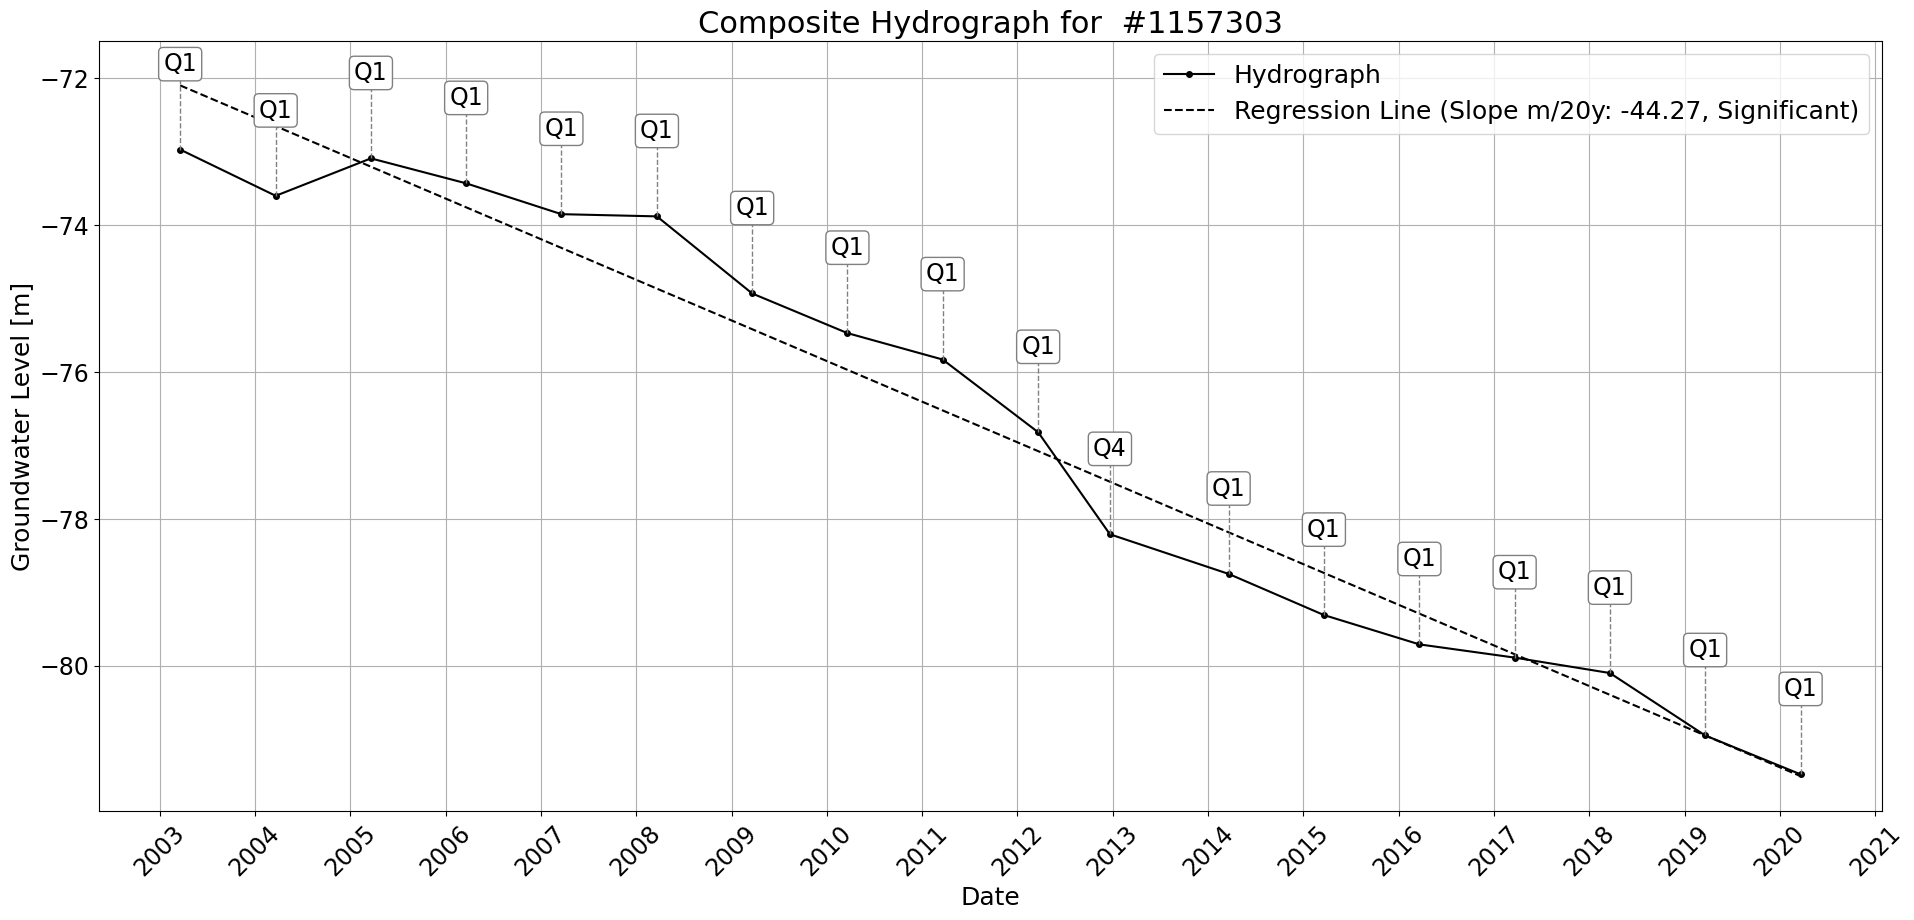 Composite Hydrograph for  #1157303
Hydrograph
Regression Line (Slope m/20y: -44.27, Significant)
Groundwater Level [m]
−72
−74
−76
−78
−80
Q1
Q1
Q1
Q1
Q1
Q1
Q1
Q1
Q1
Q1
Q4
Q1
Q1
Q1
Q1
Q1
Q1
Q1
2003
2004
2005
2006
2007
2008
2009
2010
2011
2012
2013
2014
2015
2016
2017
2018
2019
2020
2021
Date